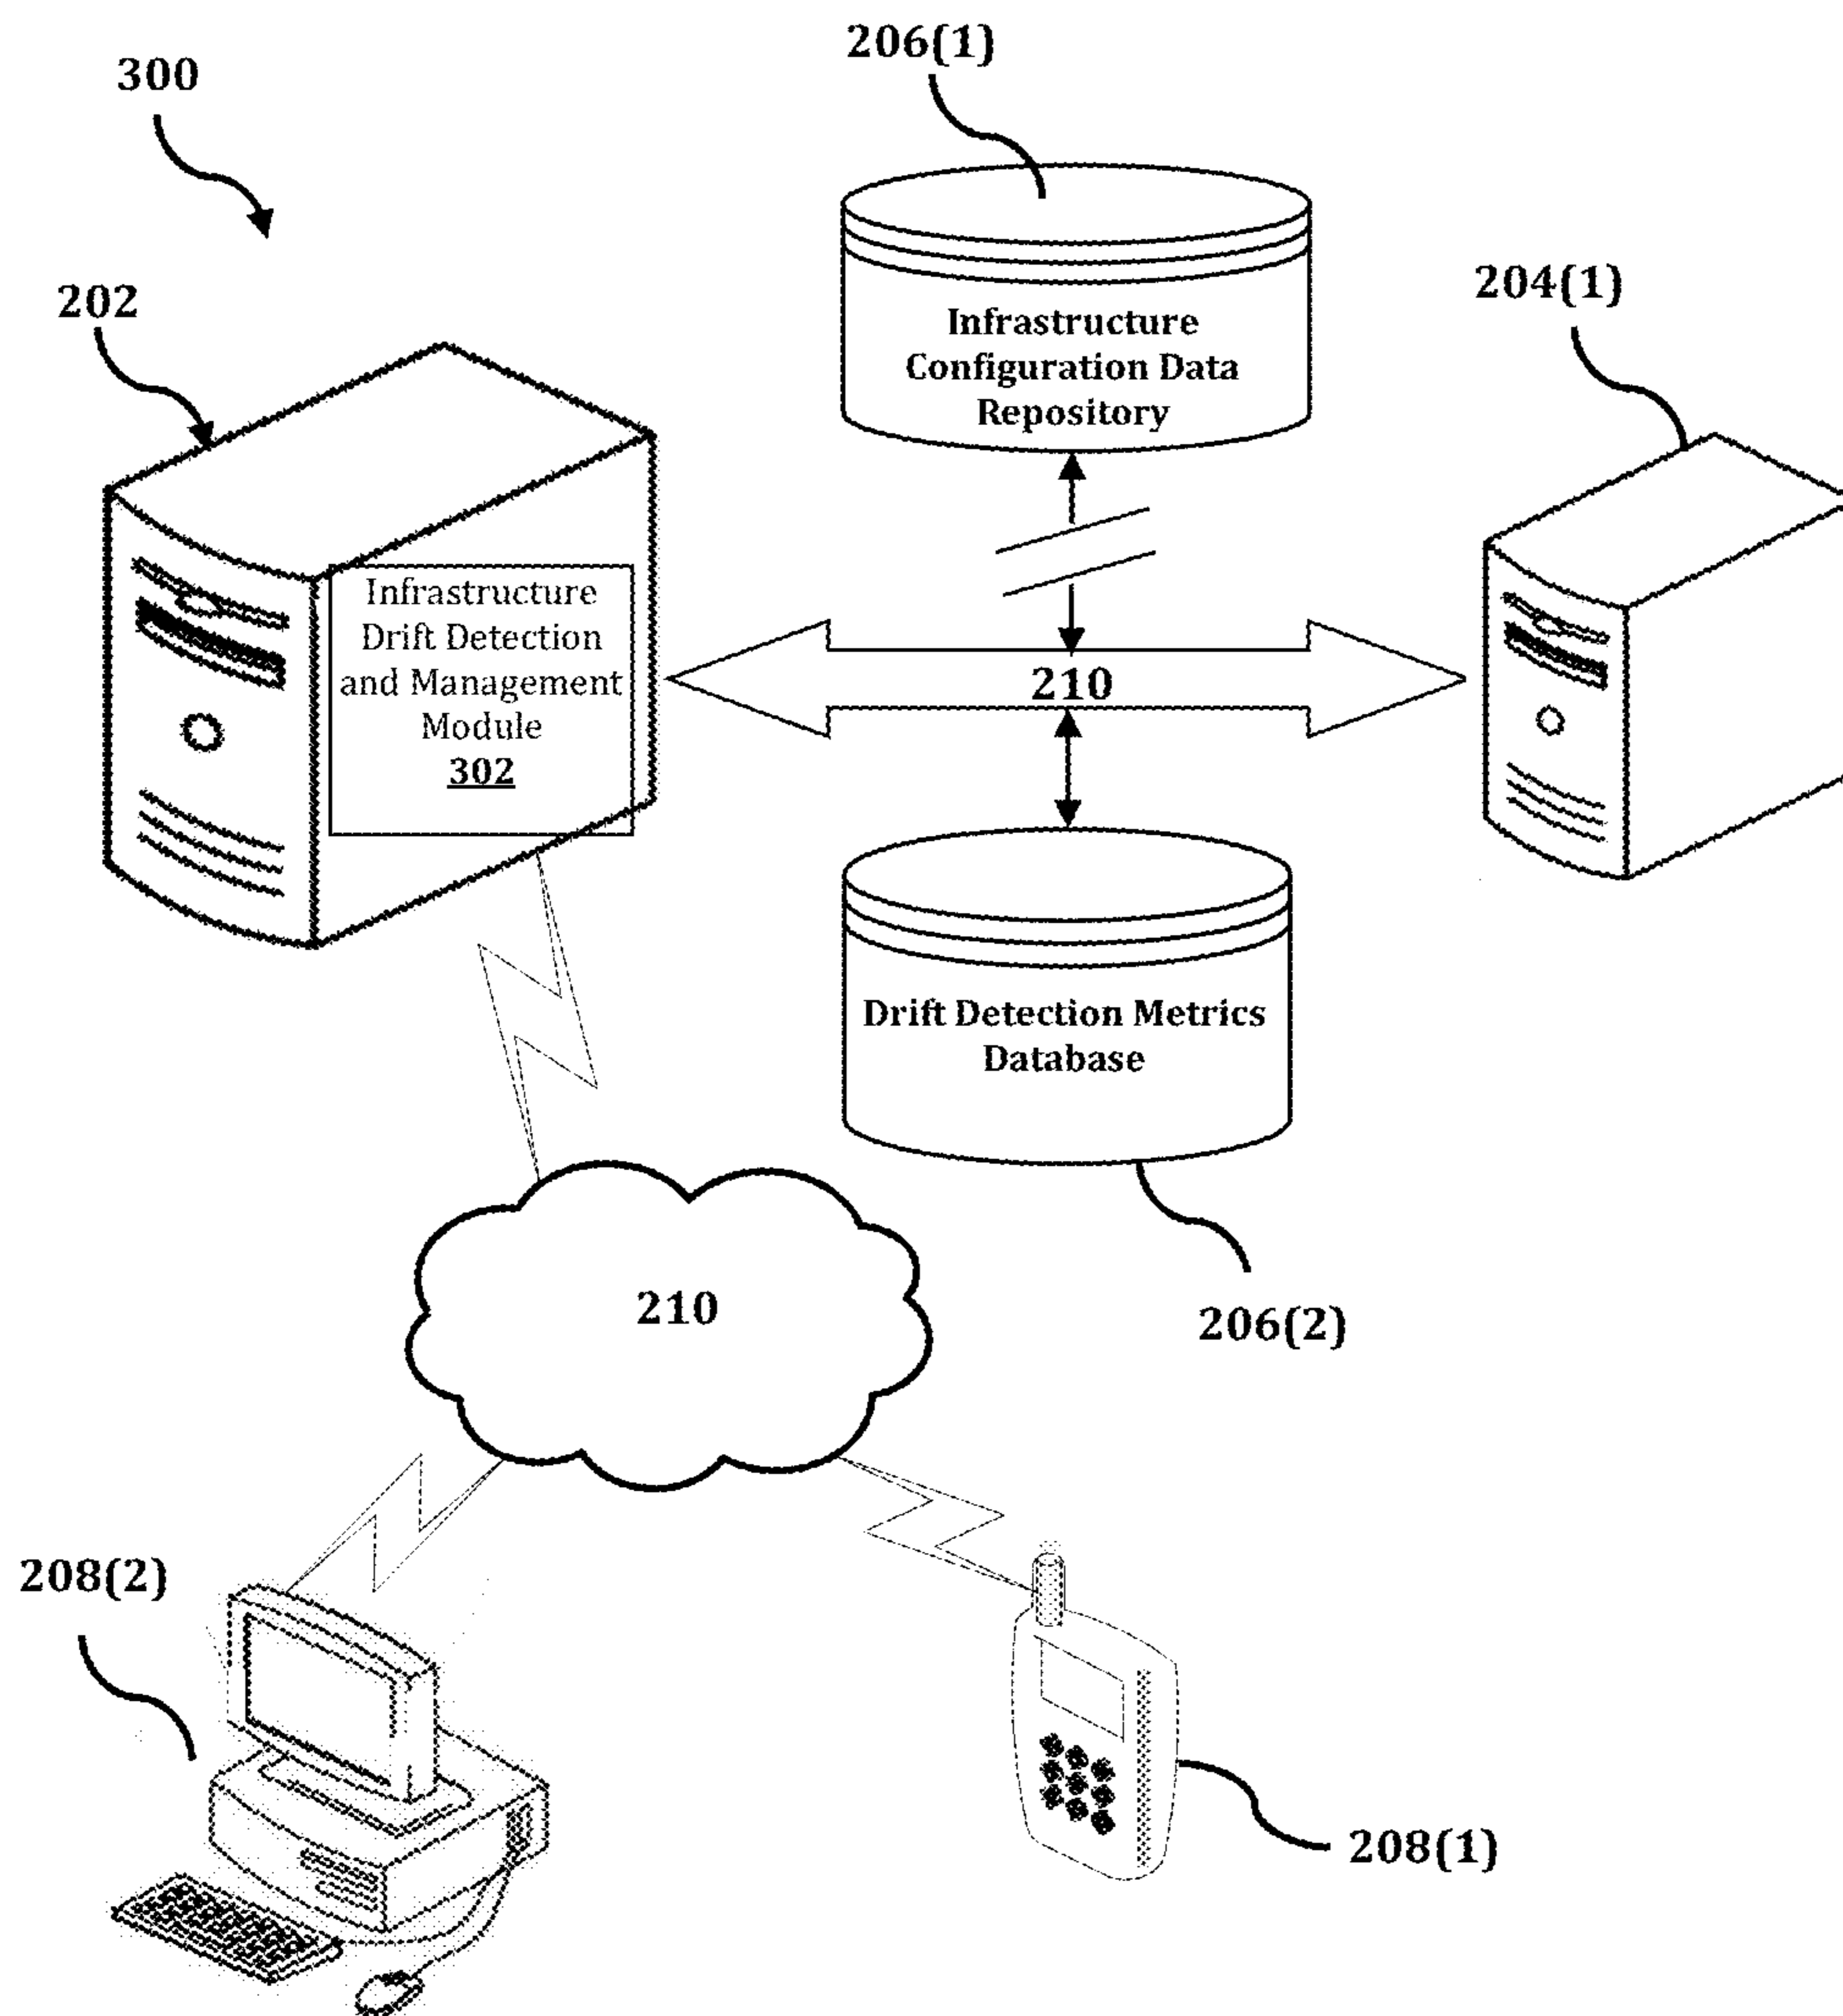 206(1)
300
204(1)
202
Infrastructure
Configuration Data
Repository
Infrastructure
Drift Detection
and Management
Module
302
210
Drift Detection Metrics
Database
210
206(2)
208(2)
208(1)